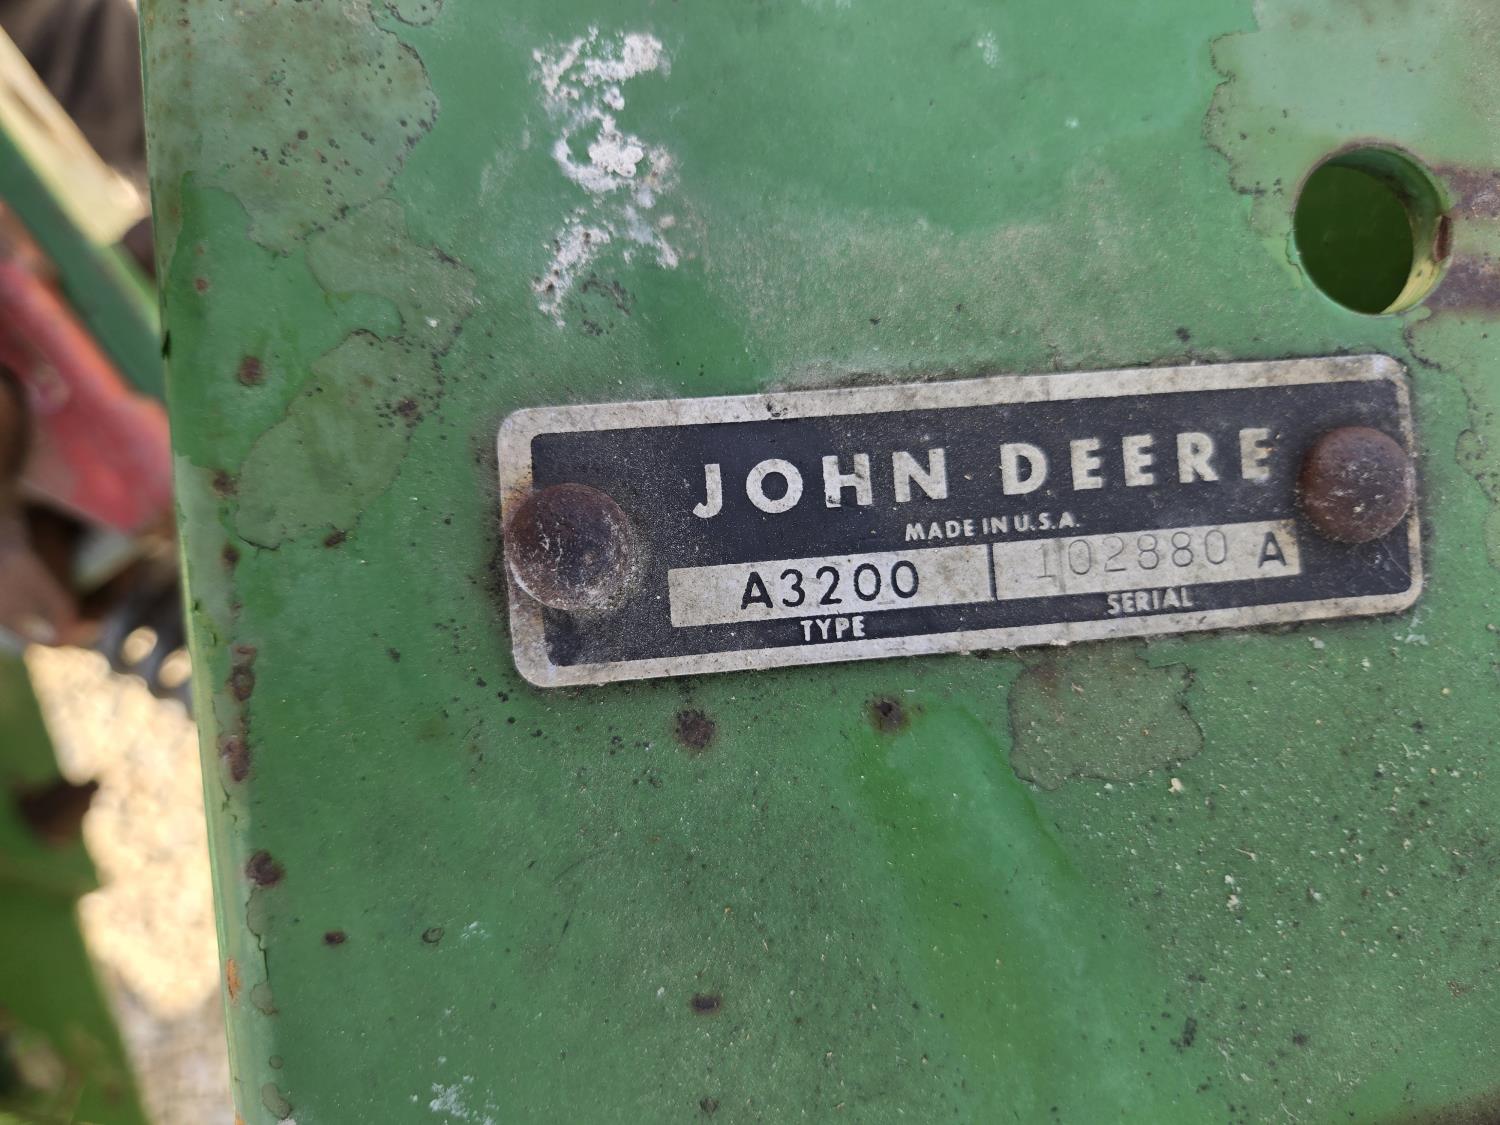 JOHN DEERE
MADE IN U.S.A.
A3200 102880 A
TYPE SERIAL